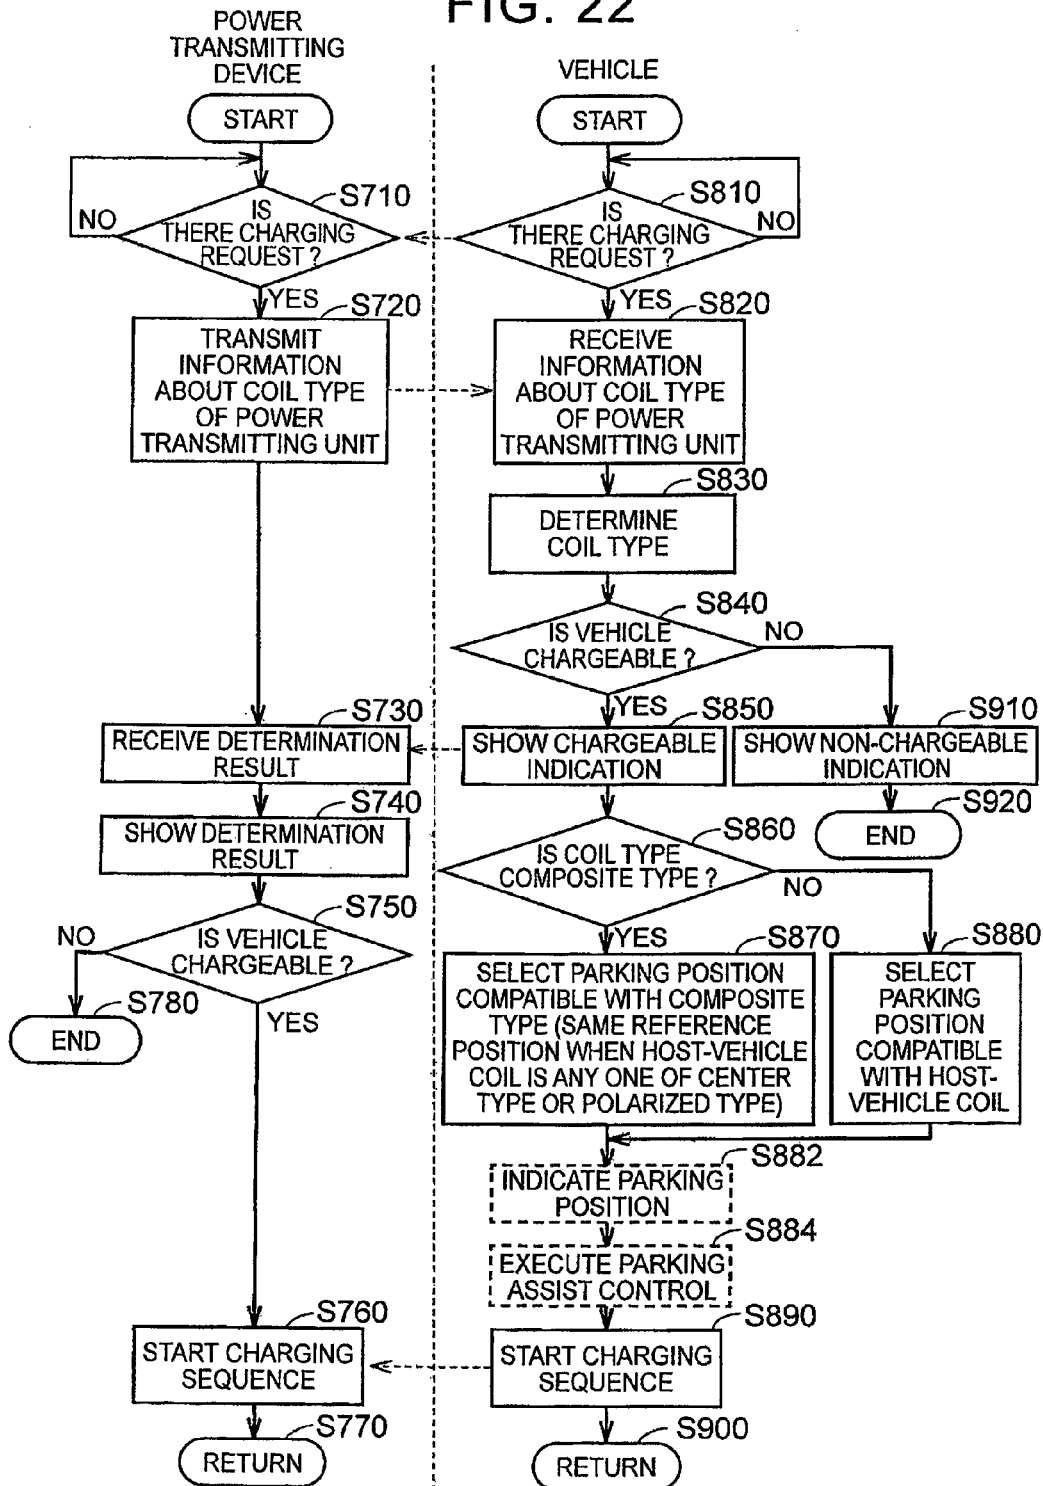 FIG. 22
POWER
TRANSMITTING
DEVICE
START
S710
IS
THERE CHARGING
REQUEST ?
NO
YES
S720
TRANSMIT
INFORMATION
ABOUT COIL TYPE
OF POWER
TRANSMITTING UNIT
S730
RECEIVE DETERMINATION
RESULT
S740
SHOW DETERMINATION
RESULT
S750
IS VEHICLE
CHARGEABLE ?
NO
S780
END
YES
S760
START CHARGING
SEQUENCE
S770
RETURN
VEHICLE
START
S810
IS
THERE CHARGING
REQUEST ?
NO
YES
S820
RECEIVE
INFORMATION
ABOUT COIL TYPE
OF POWER
TRANSMITTING UNIT
S830
DETERMINE
COIL TYPE
S840
IS VEHICLE
CHARGEABLE ?
NO
YES
S850
SHOW CHARGEABLE
INDICATION
S910
SHOW NON-CHARGEABLE
INDICATION
S920
END
S860
IS COIL TYPE
COMPOSITE TYPE ?
NO
YES
S870
SELECT PARKING POSITION
COMPATIBLE WITH COMPOSITE
TYPE (SAME REFERENCE
POSITION WHEN HOST-VEHICLE
COIL IS ANY ONE OF CENTER
TYPE OR POLARIZED TYPE)
S880
SELECT
PARKING
POSITION
COMPATIBLE
WITH HOST-
VEHICLE COIL
S882
INDICATE PARKING
POSITION
S884
EXECUTE PARKING
ASSIST CONTROL
S890
START CHARGING
SEQUENCE
S900
RETURN